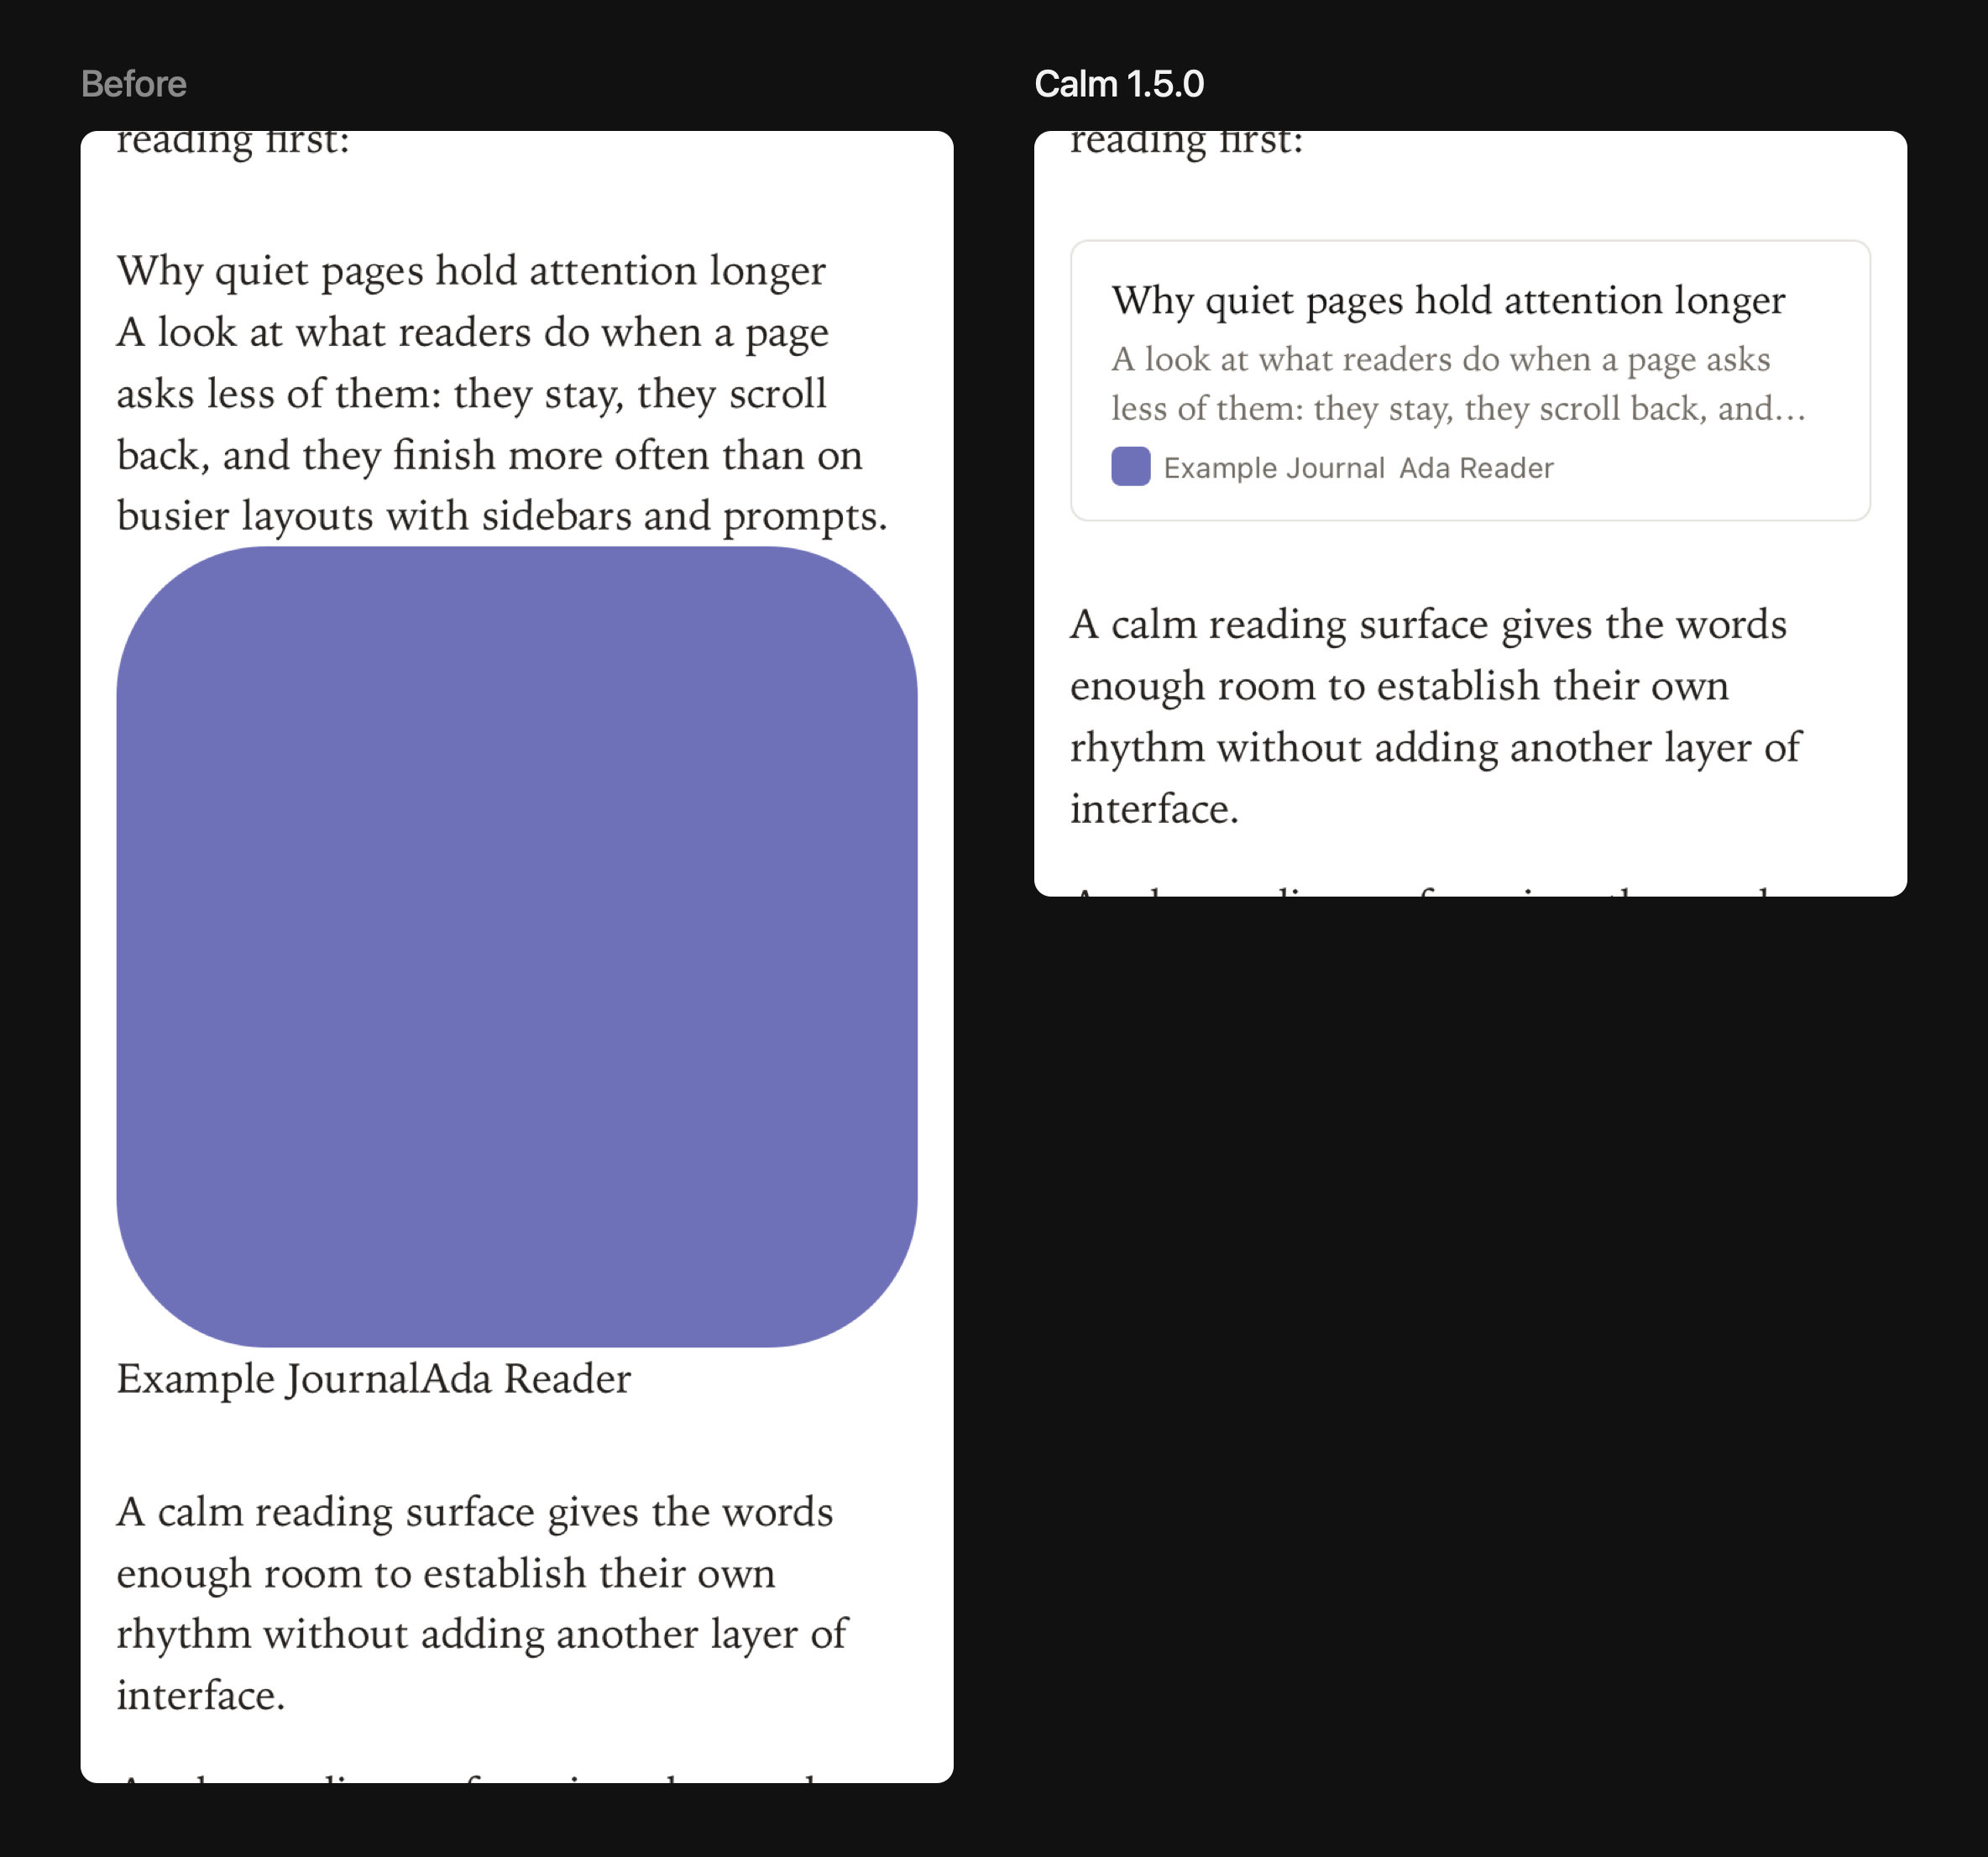 Before
reading first:
Why quiet pages hold attention longer
A look at what readers do when a page
asks less of them: they stay, they scroll
back, and they finish more often than on
busier layouts with sidebars and prompts.
Example JournalAda Reader
A calm reading surface gives the words
enough room to establish their own
rhythm without adding another layer of
interface.
Calm 1.5.0
reading first:
Why quiet pages hold attention longer
A look at what readers do when a page asks
less of them: they stay, they scroll back, and…
Example Journal Ada Reader
A calm reading surface gives the words
enough room to establish their own
rhythm without adding another layer of
interface.